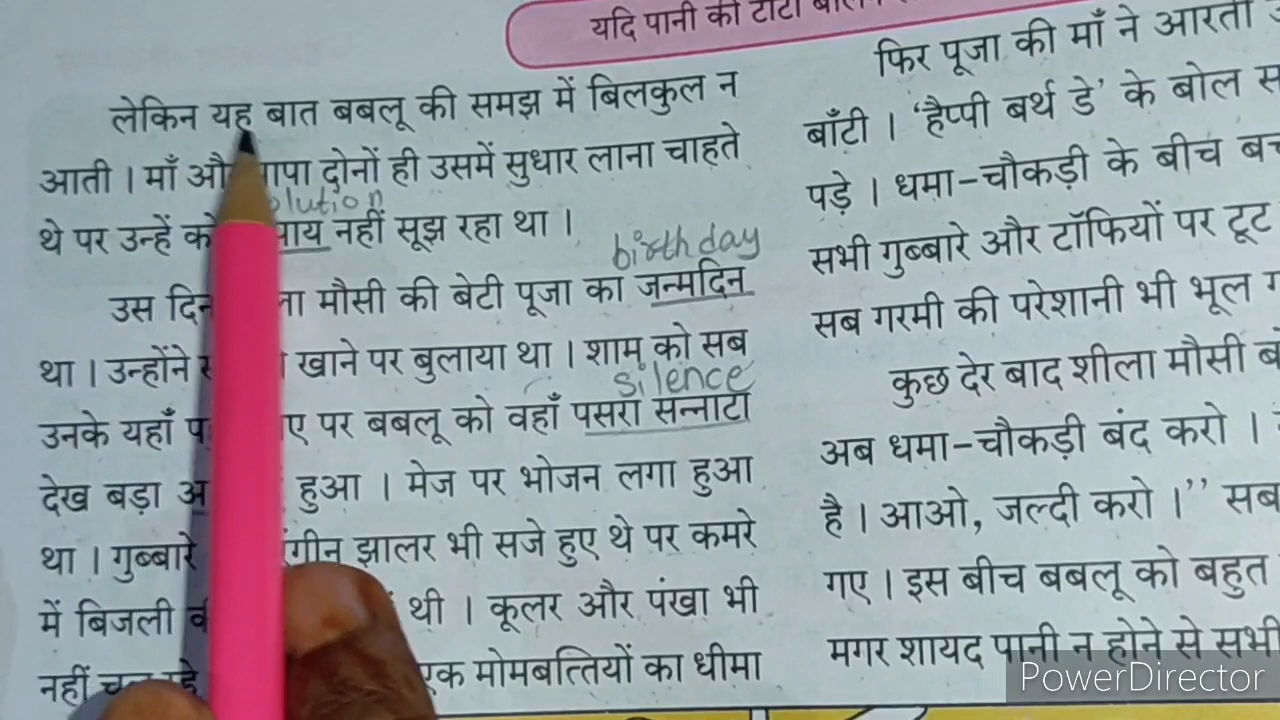 यदि पानी की टोंटी
लेकिन यह बात बबलू की समझ में बिलकुल न
आती । माँ पापा दोनों ही उसमें सुधार लाना चाहते
lution
थे पर उन्हें नहीं सूझ रहा था ।
birthday
उस दिन मौसी की बेटी पूजा का जन्मदिन
था । उन्होंने खाने पर बुलाया था । शाम को सब
silence
उनके यहाँ पर बबलू को वहाँ पसरा सन्नाटा
देख बड़ा हुआ । मेज पर भोजन लगा हुआ
था । गुब्बारे झालर भी सजे हुए थे पर कमरे
में बिजली थी । कूलर और पंखा भी
नहीं एक मोमबत्तियों का धीमा
फिर पूजा की माँ ने आरती
बाँटी । ‘हैप्पी बर्थ डे’ के बोल
पड़े । धमा-चौकड़ी के बीच
सभी गुब्बारे और टॉफियों पर टूट
सब गरमी की परेशानी भी भूल
कुछ देर बाद शीला मौसी
अब धमा-चौकड़ी बंद करो ।
है । आओ, जल्दी करो ।” सब
गए । इस बीच बबलू को बहुत
मगर शायद पानी न होने से सभी
PowerDirector